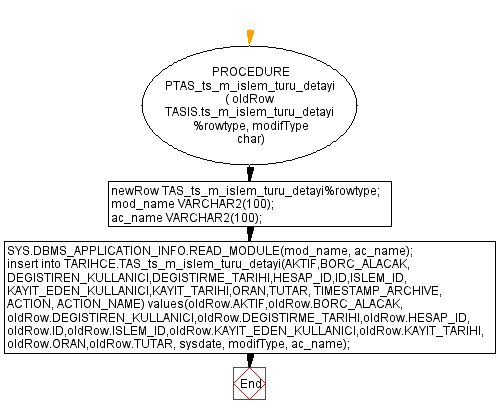 PROCEDURE
PTAS_ts_m_islem_turu_detayi
( oldRow
TASIS.ts_m_islem_turu_detayi
%rowtype, modifType
char)
newRow TAS_ts_m_islem_turu_detayi%rowtype;
mod_name VARCHAR2(100);
ac_name VARCHAR2(100);
SYS.DBMS_APPLICATION_INFO.READ_MODULE(mod_name, ac_name);
insert into TARIHCE.TAS_ts_m_islem_turu_detayi(AKTIF,BORC_ALACAK,
DEGISTIREN_KULLANICI,DEGISTIRME_TARIHI,HESAP_ID,ID,ISLEM_ID,
KAYIT_EDEN_KULLANICI,KAYIT_TARIHI,ORAN,TUTAR, TIMESTAMP_ARCHIVE,
ACTION, ACTION_NAME) values(oldRow.AKTIF,oldRow.BORC_ALACAK,
oldRow.DEGISTIREN_KULLANICI,oldRow.DEGISTIRME_TARIHI,oldRow.HESAP_ID,
oldRow.ID,oldRow.ISLEM_ID,oldRow.KAYIT_EDEN_KULLANICI,oldRow.KAYIT_TARIHI,
oldRow.ORAN,oldRow.TUTAR, sysdate, modifType, ac_name);
End